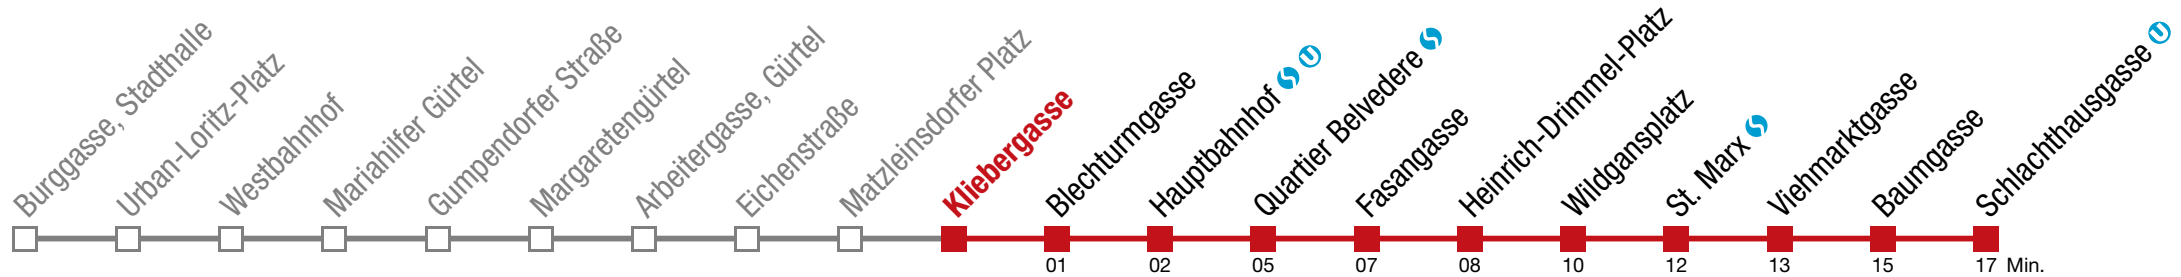 Burggasse, Stadthalle
Urban-Loritz-Platz
Westbahnhof
Mariahilfer Gürtel
Gumpendorfer Straße
Margaretengürtel
Arbeitergasse, Gürtel
Eichenstraße
Matzleinsdorfer Platz
Kliebergasse
Blechturmgasse
Hauptbahnhof S U
Quartier Belvedere S
Fasangasse
Heinrich-Drimmel-Platz
Wildgansplatz
St. Marx S
Viehmarktgasse
Baumgasse
Schlachthausgasse U
01 02 05 07 08 10 12 13 15 17 Min.